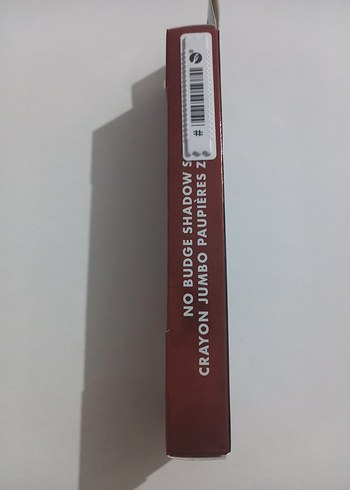 #
NO BUDGE SHADOW S
CRAYON JUMBO PAUPIÈRES Z